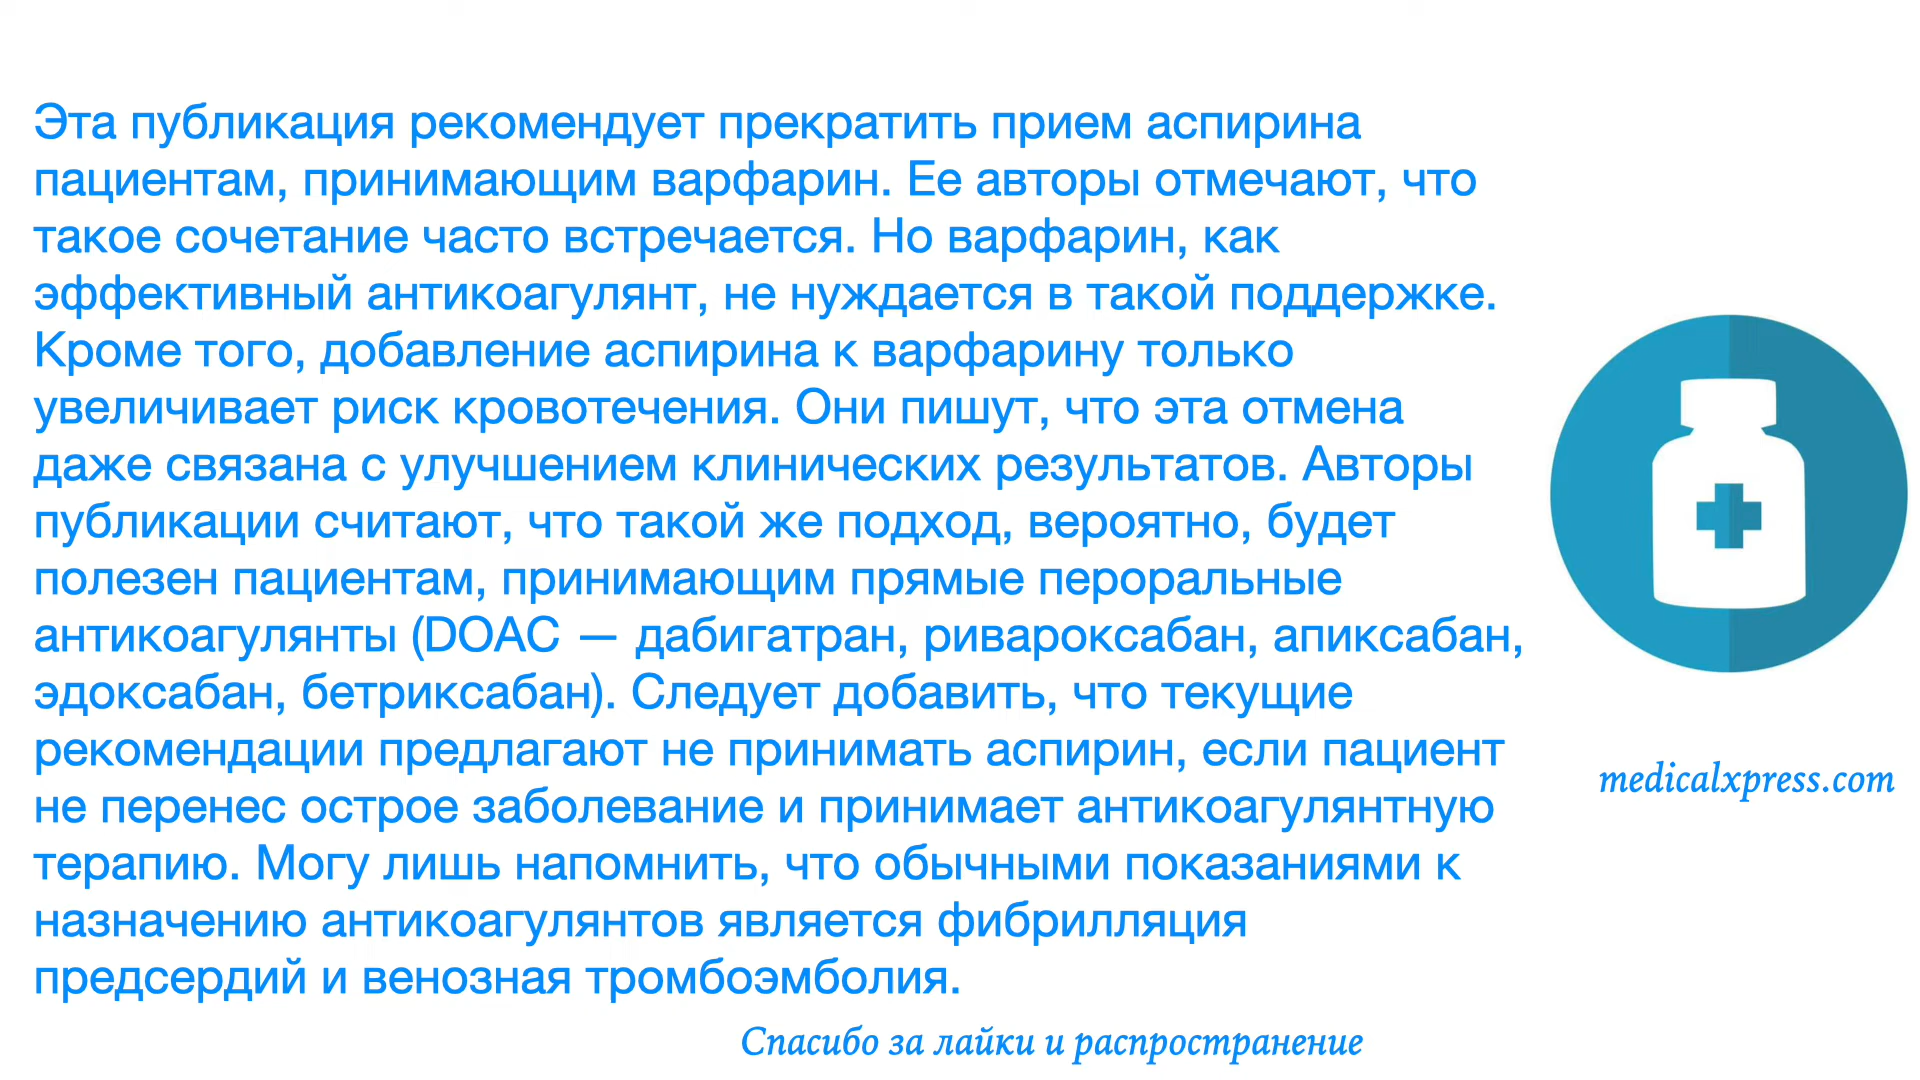 Эта публикация рекомендует прекратить прием аспирина
пациентам, принимающим варфарин. Ее авторы отмечают, что
такое сочетание часто встречается. Но варфарин, как
эффективный антикоагулянт, не нуждается в такой поддержке.
Кроме того, добавление аспирина к варфарину только
увеличивает риск кровотечения. Они пишут, что эта отмена
даже связана с улучшением клинических результатов. Авторы
публикации считают, что такой же подход, вероятно, будет
полезен пациентам, принимающим прямые пероральные
антикоагулянты (DOAC — дабигатран, ривароксабан, апиксабан,
эдоксабан, бетриксабан). Следует добавить, что текущие
рекомендации предлагают не принимать аспирин, если пациент
не перенес острое заболевание и принимает антикоагулянтную
терапию. Могу лишь напомнить, что обычными показаниями к
назначению антикоагулянтов является фибрилляция
предсердий и венозная тромбоэмболия.
medicalxpress.com
Спасибо за лайки и распространение